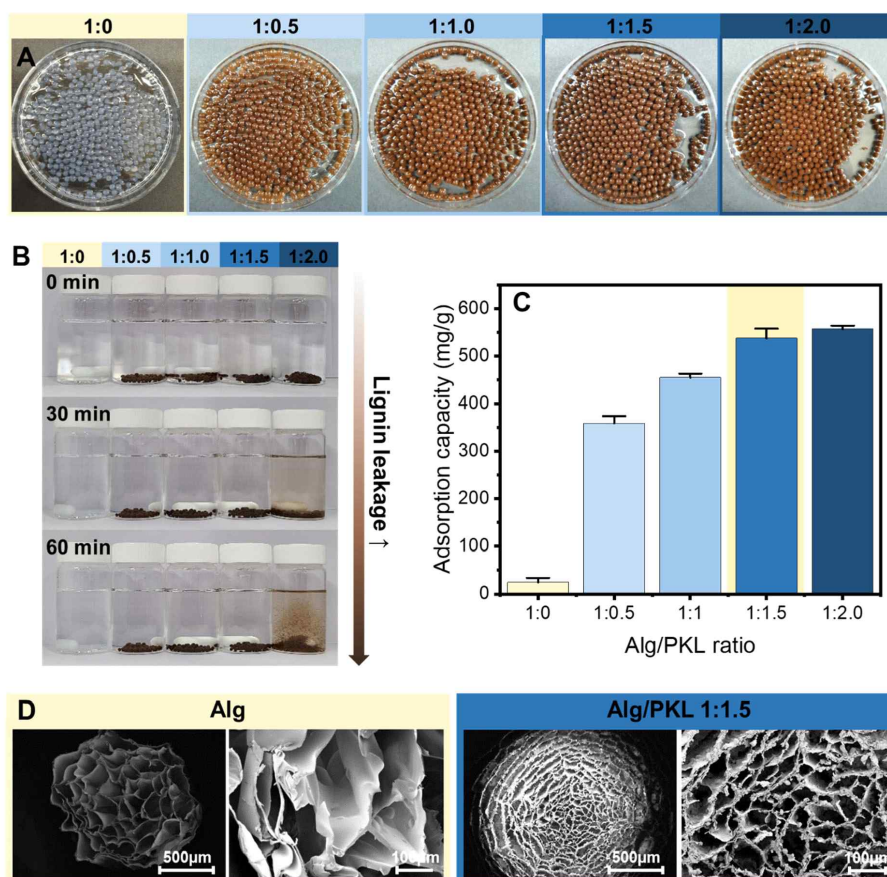 1:0 1:0.5 1:1.0 1:1.5 1:2.0
A
B
1:0 1:0.5 1:1.0 1:1.5 1:2.0
0 min
30 min
60 min
Lignin leakage ↑
C
Adsorption capacity (mg/g)
600
500
400
300
200
100
0
1:0 1:0.5 1:1 1:1.5 1:2.0
Alg/PKL ratio
D
Alg
500μm
100μm
Alg/PKL 1:1.5
500μm
100μm